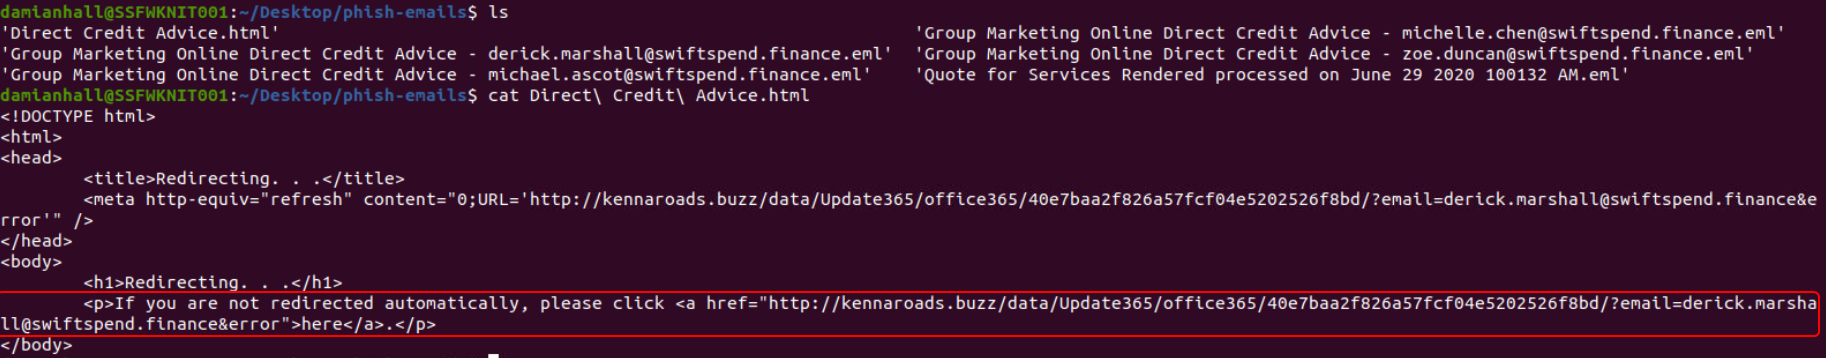 damianhall@SSFWKNIT001:~/Desktop/phish-emails$ ls
'Direct Credit Advice.html' 'Group Marketing Online Direct Credit Advice - michelle.chen@swiftspend.finance.eml'
'Group Marketing Online Direct Credit Advice - derick.marshall@swiftspend.finance.eml' 'Group Marketing Online Direct Credit Advice - zoe.duncan@swiftspend.finance.eml'
'Group Marketing Online Direct Credit Advice - michael.ascot@swiftspend.finance.eml' 'Quote for Services Rendered processed on June 29 2020 100132 AM.eml'
damianhall@SSFWKNIT001:~/Desktop/phish-emails$ cat Direct\ Credit\ Advice.html
<!DOCTYPE html>
<html>
<head>
<title>Redirecting. . .</title>
<meta http-equiv="refresh" content="0;URL='http://kennaroads.buzz/data/Update365/office365/40e7baa2f826a57fcf04e5202526f8bd/?email=derick.marshall@swiftspend.finance&e
rror'" />
</head>
<body>
<h1>Redirecting. . .</h1>
<p>If you are not redirected automatically, please click <a href="http://kennaroads.buzz/data/Update365/office365/40e7baa2f826a57fcf04e5202526f8bd/?email=derick.marsha
ll@swiftspend.finance&error">here</a>.</p>
</body>